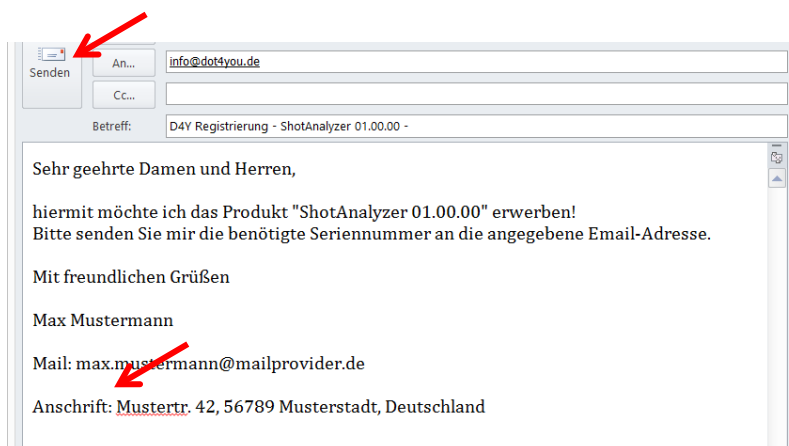 Senden
An...
info@dot4you.de
Cc...
Betreff:
D4Y Registrierung - ShotAnalyzer 01.00.00 -
Sehr geehrte Damen und Herren,
hiermit möchte ich das Produkt "ShotAnalyzer 01.00.00" erwerben!
Bitte senden Sie mir die benötigte Seriennummer an die angegebene Email-Adresse.
Mit freundlichen Grüßen
Max Mustermann
Mail: max.mustermann@mailprovider.de
Anschrift: Mustertr. 42, 56789 Musterstadt, Deutschland